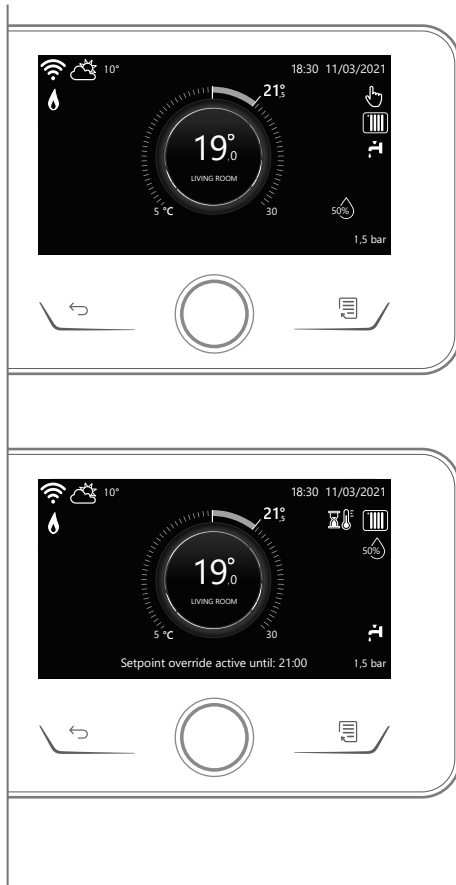 10° 18:30 11/03/2021
21°,5
19°,0
LIVING ROOM
5 °C 30
50%
1,5 bar
10° 18:30 11/03/2021
21°,5
50%
19°,0
LIVING ROOM
5 °C 30
Setpoint override active until: 21:00 1,5 bar